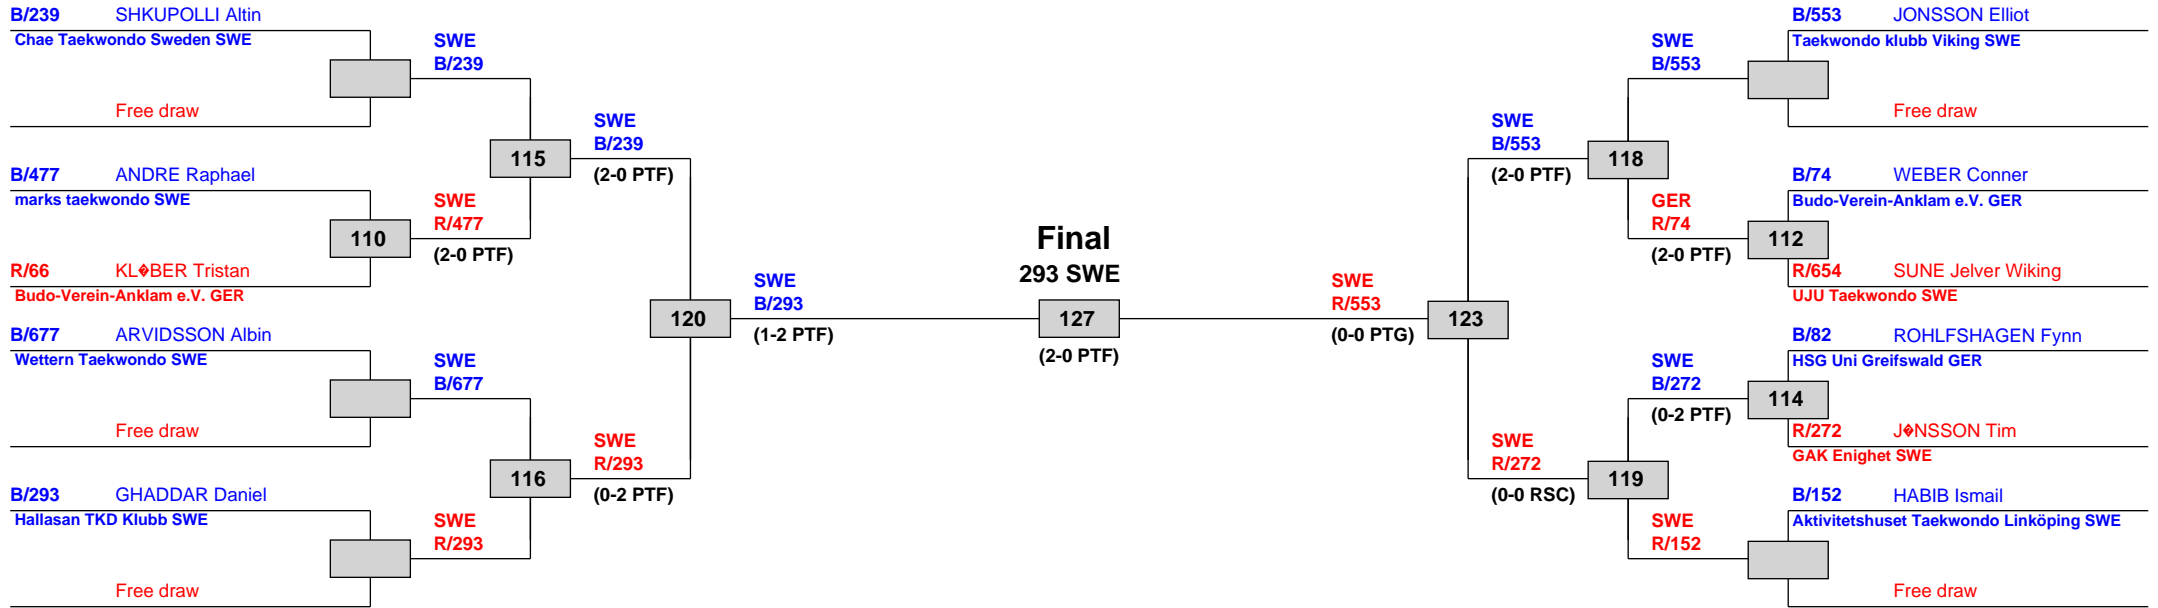 B/239 SHKUPOLLI Altin
Chae Taekwondo Sweden SWE
Free draw
B/477 ANDRE Raphael
marks taekwondo SWE
R/66 KL�BER Tristan
Budo-Verein-Anklam e.V. GER
B/677 ARVIDSSON Albin
Wettern Taekwondo SWE
Free draw
B/293 GHADDAR Daniel
Hallasan TKD Klubb SWE
Free draw
110
SWE
B/239
SWE
R/477
(2-0 PTF)
SWE
B/677
SWE
R/293
115
116
SWE
B/239
(2-0 PTF)
SWE
R/293
(0-2 PTF)
120
SWE
B/293
(1-2 PTF)
Final
293 SWE
127
(2-0 PTF)
SWE
R/553
(0-0 PTG)
123
SWE
B/553
(2-0 PTF)
SWE
R/272
(0-0 RSC)
118
119
SWE
B/553
GER
R/74
(2-0 PTF)
SWE
B/272
(0-2 PTF)
SWE
R/152
112
114
B/553 JONSSON Elliot
Taekwondo klubb Viking SWE
Free draw
B/74 WEBER Conner
Budo-Verein-Anklam e.V. GER
R/654 SUNE Jelver Wiking
UJU Taekwondo SWE
B/82 ROHLFSHAGEN Fynn
HSG Uni Greifswald GER
R/272 J�NSSON Tim
GAK Enighet SWE
B/152 HABIB Ismail
Aktivitetshuset Taekwondo Linköping SWE
Free draw